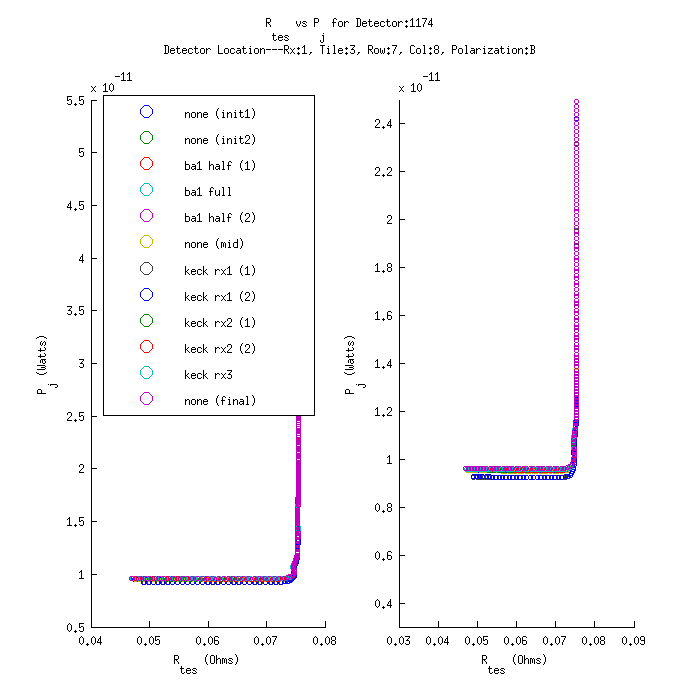 R_tes vs P_j for Detector:1174
Detector Location---Rx:1, Tile:3, Row:7, Col:8, Polarization:B
x 10^-11
5.5
5
4.5
4
3.5
3
2.5
2
1.5
1
0.5
0.04 0.05 0.06 0.07 0.08
P_j (Watts)
R_tes (Ohms)
none (init1)
none (init2)
ba1 half (1)
ba1 full
ba1 half (2)
none (mid)
keck rx1 (1)
keck rx1 (2)
keck rx2 (1)
keck rx2 (2)
keck rx3
none (final)
x 10^-11
2.4
2.2
2
1.8
1.6
1.4
1.2
1
0.8
0.6
0.4
0.03 0.04 0.05 0.06 0.07 0.08 0.09
P_j (Watts)
R_tes (Ohms)